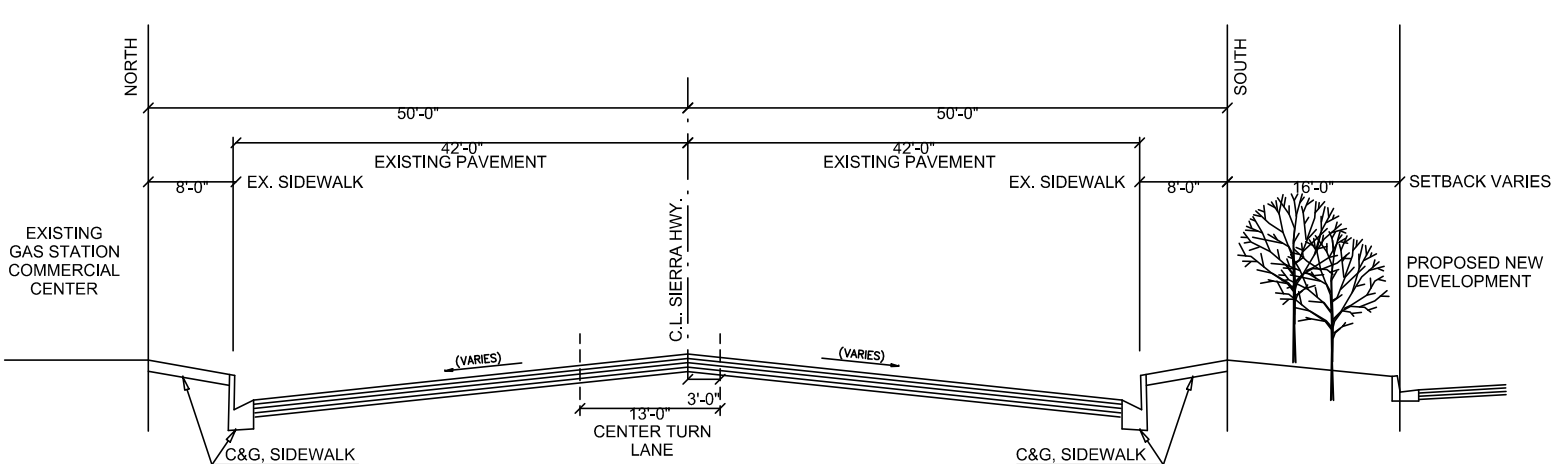 NORTH
SOUTH
50'-0"
50'-0"
42'-0"
EXISTING PAVEMENT
42'-0"
EXISTING PAVEMENT
8'-0"
EX. SIDEWALK
EX. SIDEWALK
8'-0"
16'-0"
SETBACK VARIES
C.L. SIERRA HWY.
EXISTING
GAS STATION
COMMERCIAL
CENTER
PROPOSED NEW
DEVELOPMENT
(VARIES)
(VARIES)
3'-0"
13'-0"
CENTER TURN
LANE
C&G, SIDEWALK
C&G, SIDEWALK